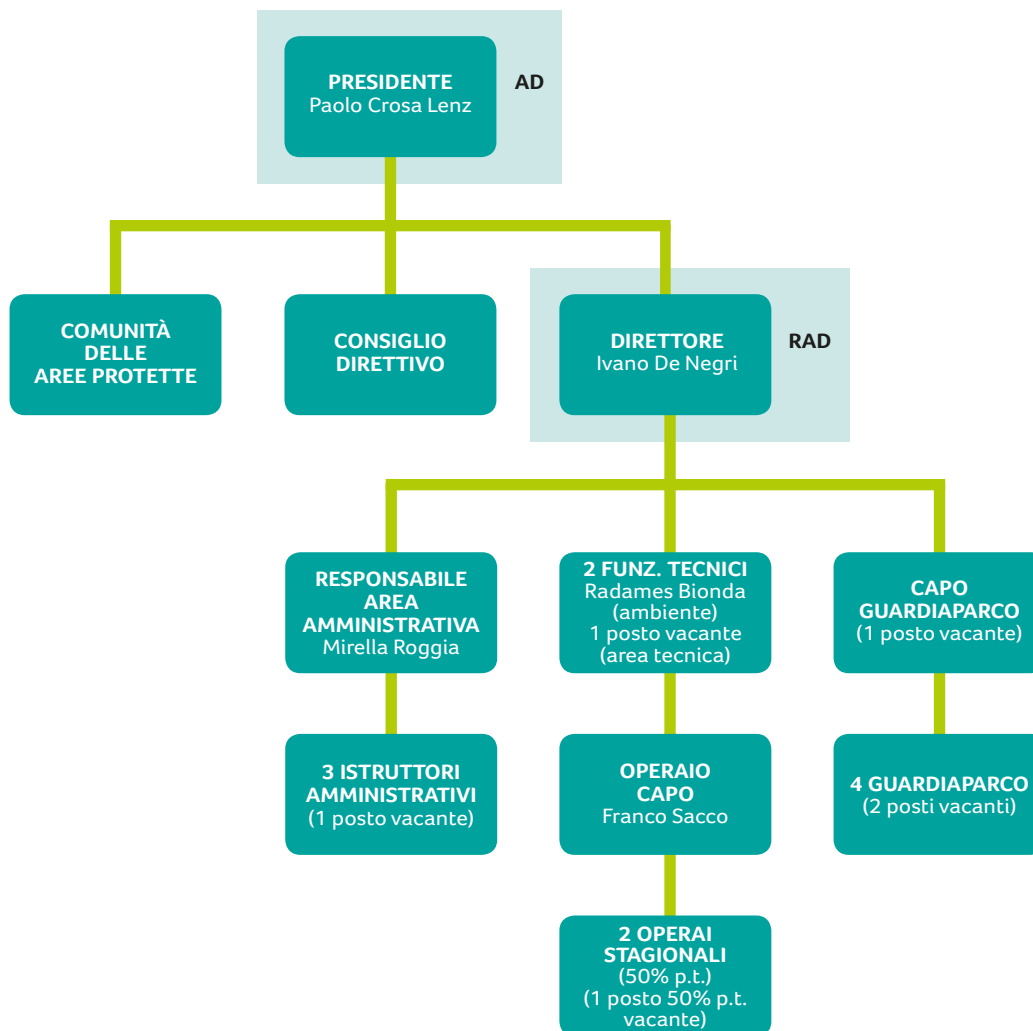 PRESIDENTE
Paolo Crosa Lenz
AD
COMUNITÀ
DELLE
AREE PROTETTE
CONSIGLIO
DIRETTIVO
DIRETTORE
Ivano De Negri
RAD
RESPONSABILE
AREA
AMMINISTRATIVA
Mirella Roggia
2 FUNZ. TECNICI
Radames Bionda
(ambiente)
1 posto vacante
(area tecnica)
CAPO
GUARDIAPARCO
(1 posto vacante)
3 ISTRUTTORI
AMMINISTRATIVI
(1 posto vacante)
OPERAIO
CAPO
Franco Sacco
4 GUARDIAPARCO
(2 posti vacanti)
2 OPERAI
STAGIONALI
(50% p.t.)
(1 posto 50% p.t.
vacante)